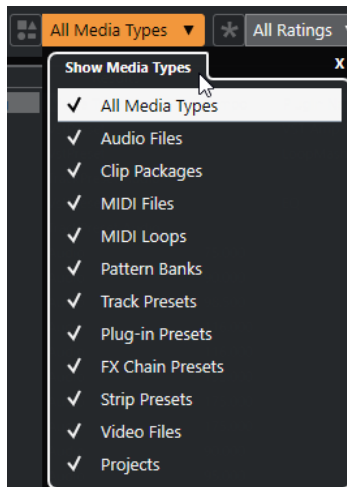 All Media Types ▼ All Ratings
Show Media Types X
All Media Types
Audio Files
Clip Packages
MIDI Files
MIDI Loops
Pattern Banks
Track Presets
Plug-in Presets
FX Chain Presets
Strip Presets
Video Files
Projects